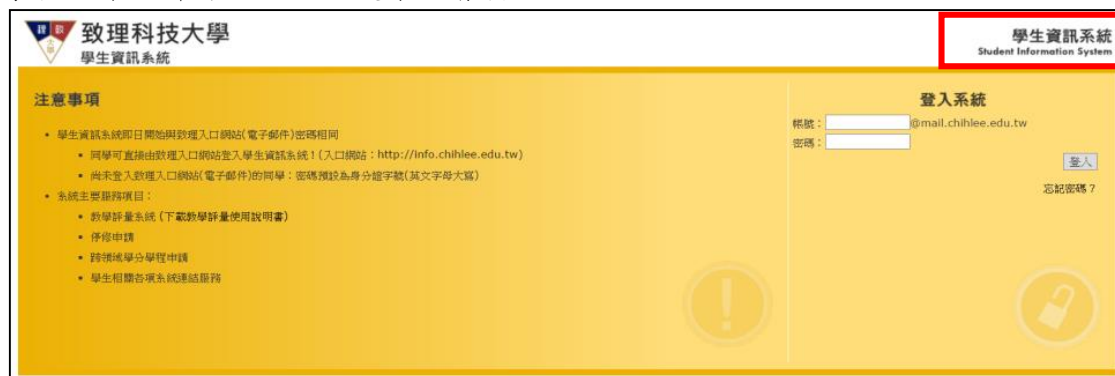 致理科技大學
學生資訊系統
學生資訊系統
Student Information System
注意事項
• 學生資訊系統即日開始與致理入口網站(電子郵件)密碼相同
• 同學可直接由致理入口網站登入學生資訊系統！(入口網站：http://info.chihlee.edu.tw)
• 尚未登入致理入口網站(電子郵件)的同學：密碼預設為身分證字號(英文字母大寫)
• 系統主要服務項目：
• 教學評量系統 (下載教學評量使用說明書)
• 停修申請
• 跨領域學分學程申請
• 學生相關各項系統連結服務
登入系統
帳號： @mail.chihlee.edu.tw
密碼：
登入
忘記密碼？